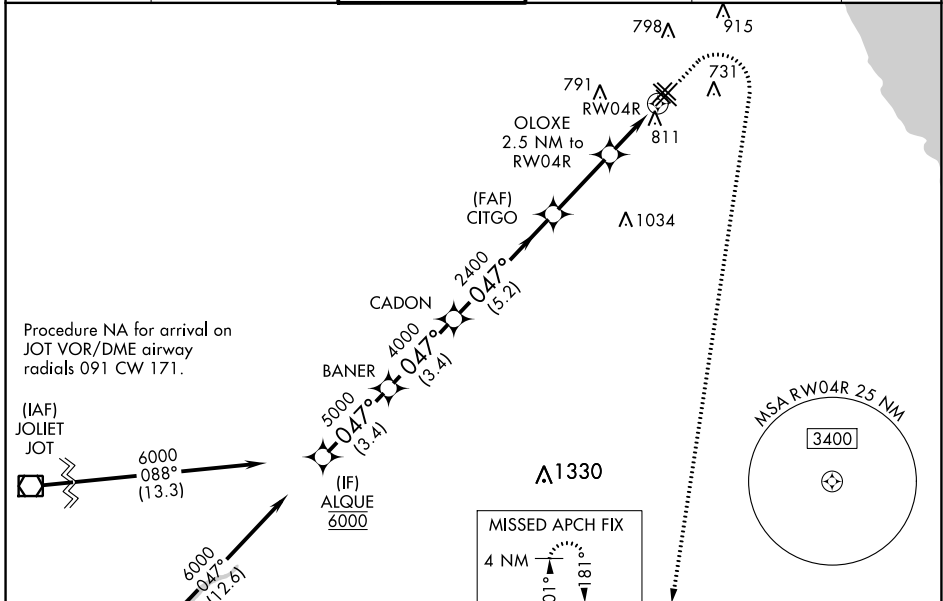 798
915
731
791
RW04R
811
OLOXE
2.5 NM to
RW04R
(FAF)
CITGO
1034
2400
047°
(5.2)
CADON
4000
047°
(3.4)
Procedure NA for arrival on
JOT VOR/DME airway
radials 091 CW 171.
BANER
5000
047°
(3.4)
(IAF)
JOLIET
JOT
6000
088°
(13.3)
(IF)
ALQUE
6000
1330
MSA RW04R 25 NM
3400
6000
047°
(12.6)
MISSED APCH FIX
4 NM
181°